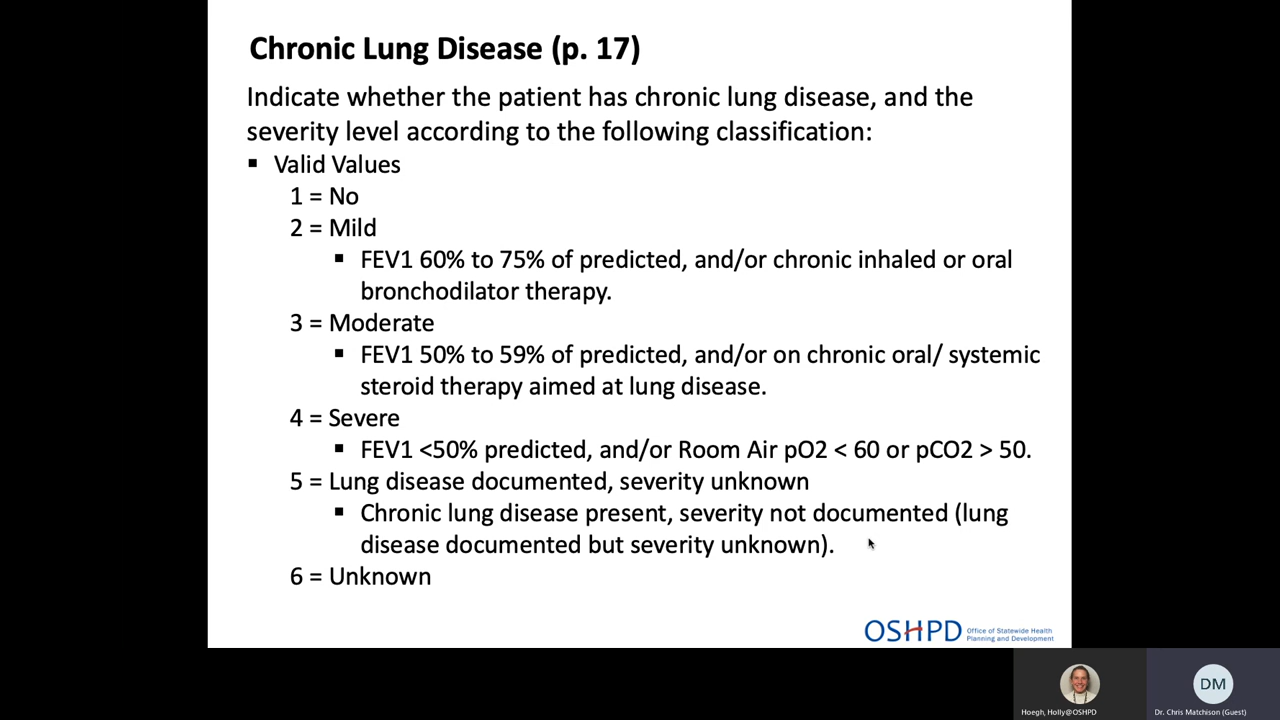 Chronic Lung Disease (p. 17)
Indicate whether the patient has chronic lung disease, and the
severity level according to the following classification:
▪ Valid Values
1 = No
2 = Mild
▪ FEV1 60% to 75% of predicted, and/or chronic inhaled or oral
bronchodilator therapy.
3 = Moderate
▪ FEV1 50% to 59% of predicted, and/or on chronic oral/ systemic
steroid therapy aimed at lung disease.
4 = Severe
▪ FEV1 <50% predicted, and/or Room Air pO2 < 60 or pCO2 > 50.
5 = Lung disease documented, severity unknown
▪ Chronic lung disease present, severity not documented (lung
disease documented but severity unknown).
6 = Unknown
OSHPD
Office of Statewide Health
Planning and Development
DM
Hoegh, Holly@OSHPD
Dr. Chris Matchison (Guest)